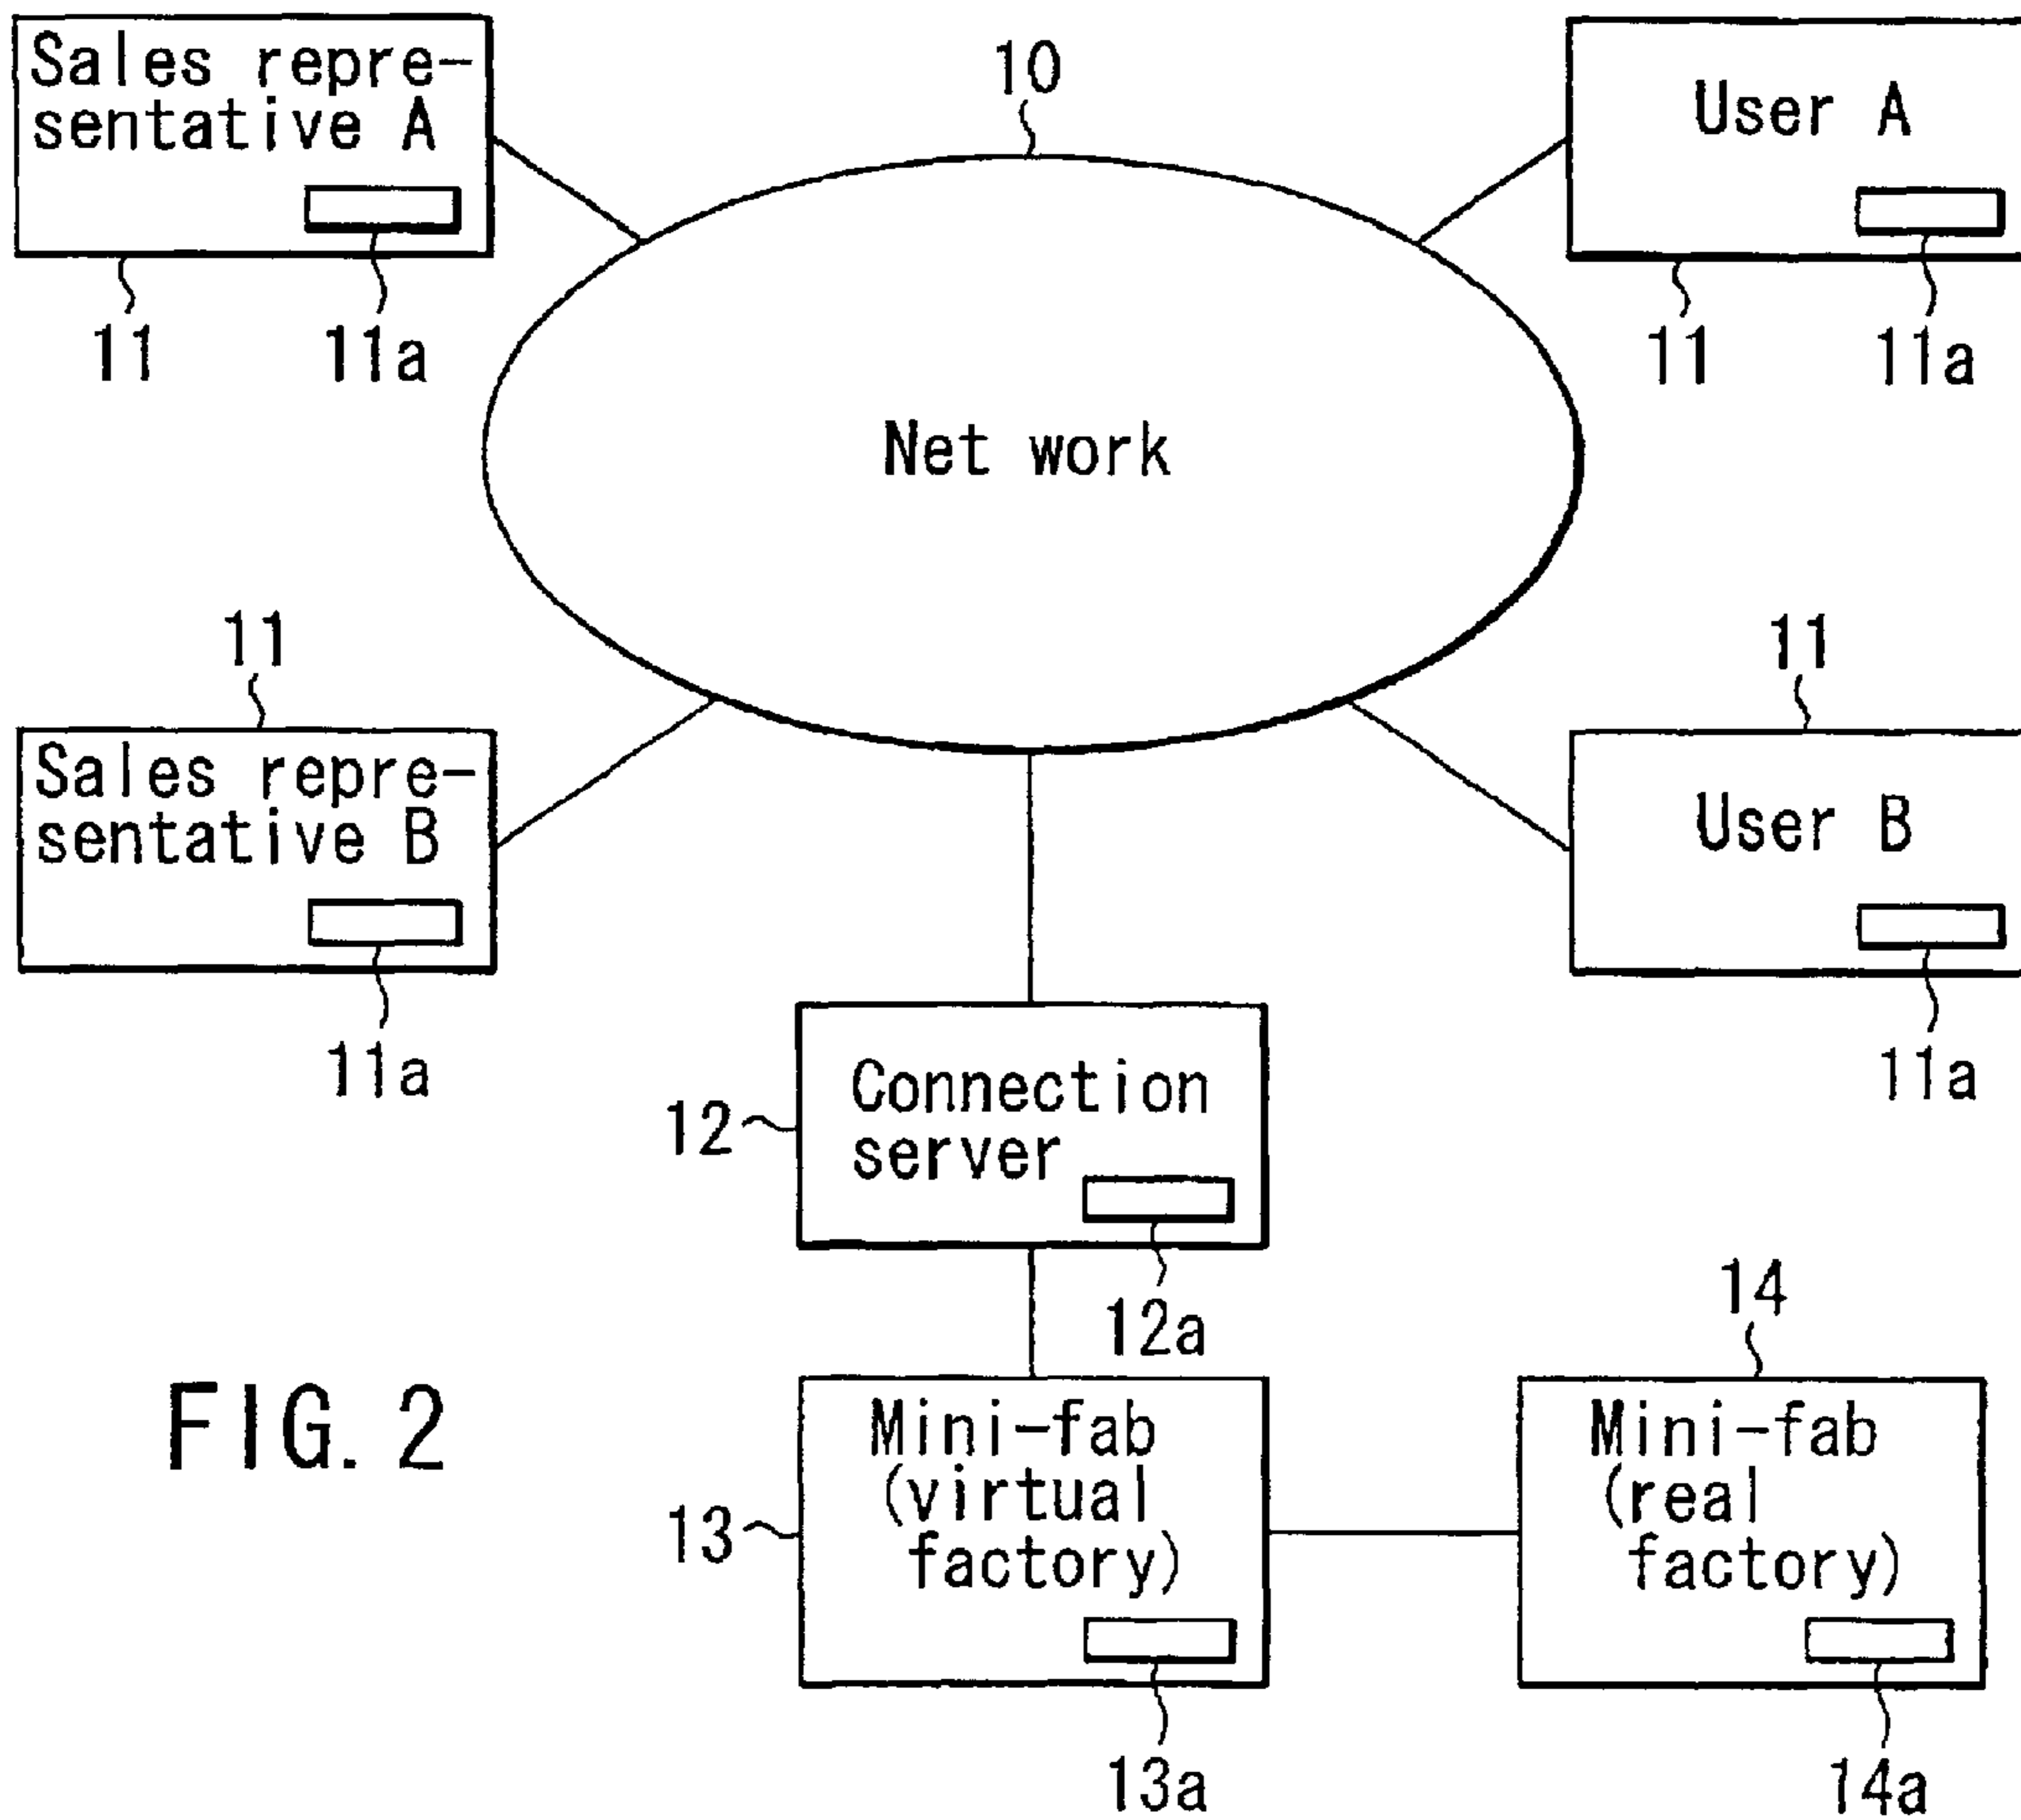 Sales repre-
sentative A
11
11a
10
User A
11
11a
Net work
11
Sales repre-
sentative B
11a
11
User B
11a
12
Connection
server
12a
13
Mini-fab
(virtual
factory)
13a
14
Mini-fab
(real
factory)
14a
FIG. 2